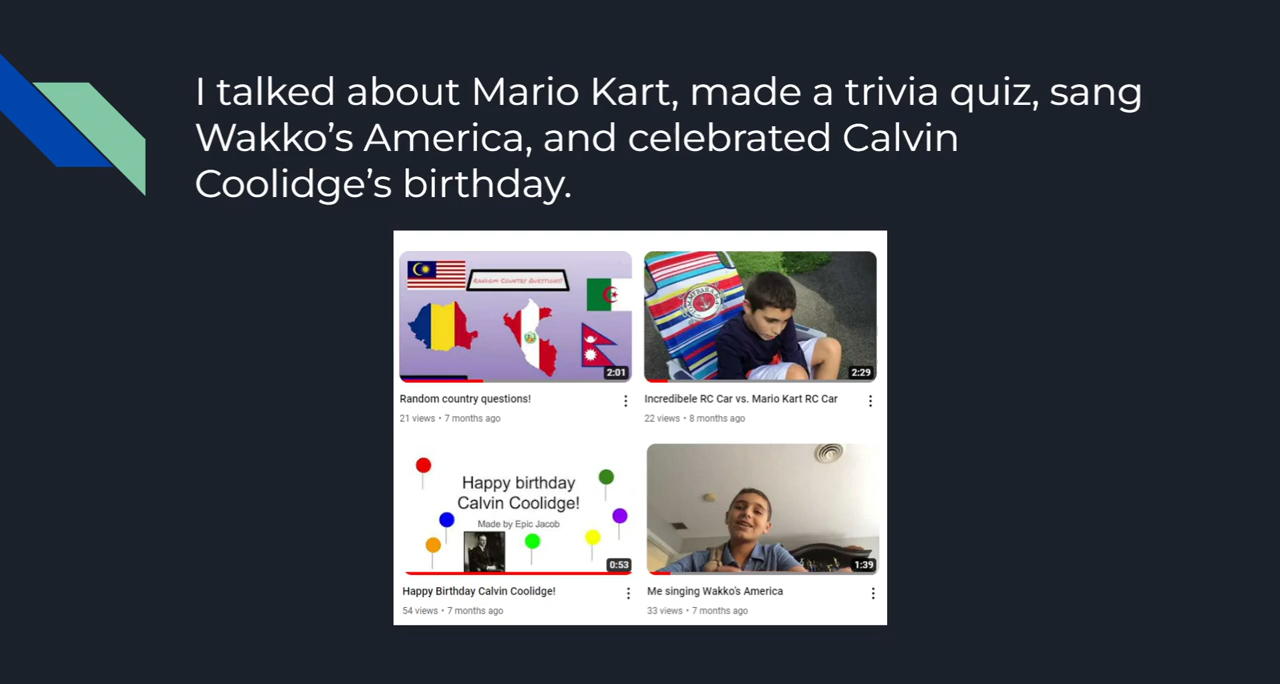 I talked about Mario Kart, made a trivia quiz, sang
Wakko’s America, and celebrated Calvin
Coolidge’s birthday.
RANDOM COUNTRY QUESTIONS!
2:01
Random country questions!
21 views • 7 months ago
2:29
Incredibele RC Car vs. Mario Kart RC Car
22 views • 8 months ago
Happy birthday
Calvin Coolidge!
Made by Epic Jacob
0:53
Happy Birthday Calvin Coolidge!
54 views • 7 months ago
1:39
Me singing Wakko's America
33 views • 7 months ago